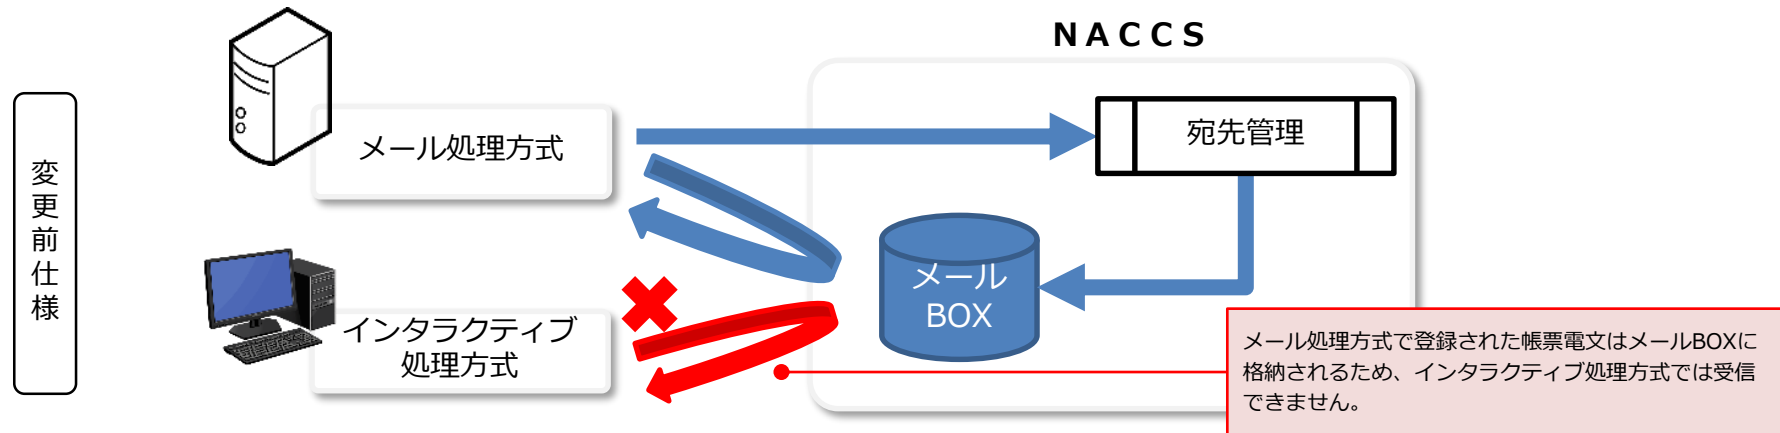 変更前仕様
NACCS
メール処理方式
宛先管理
メール
BOX
インタラクティブ
処理方式
メール処理方式で登録された帳票電文はメールBOXに
格納されるため、インタラクティブ処理方式では受信
できません。